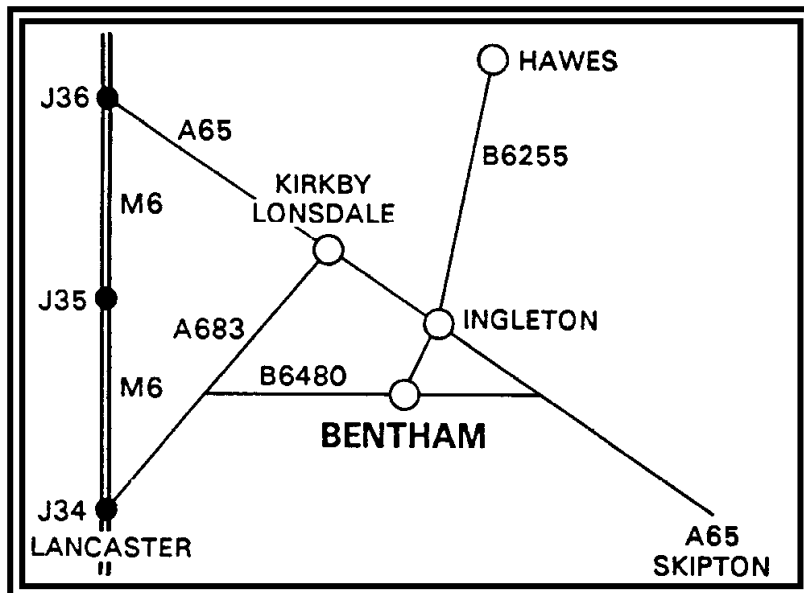 HAWES
J36
A65
B6255
KIRKBY
LONSDALE
M6
J35
INGLETON
A683
B6480
M6
BENTHAM
J34
LANCASTER
A65
SKIPTON